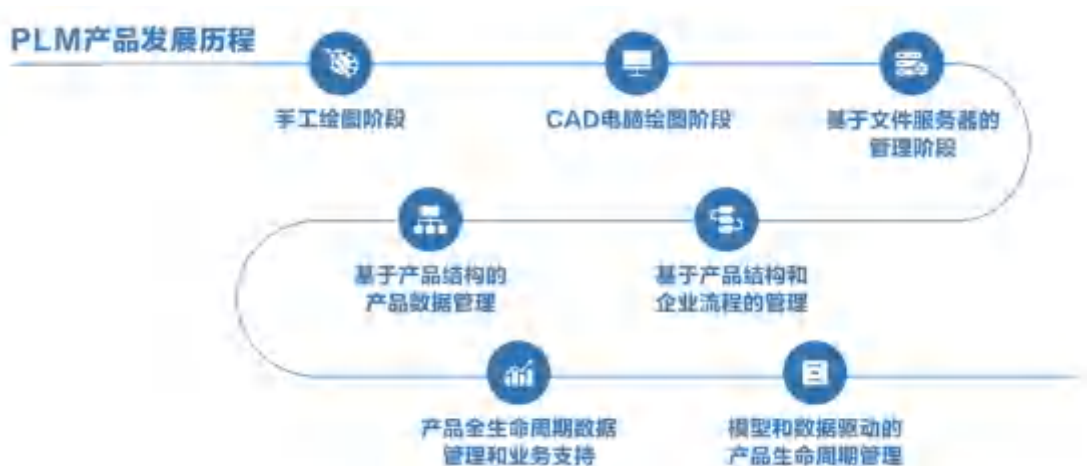 PLM产品发展历程
手工绘图阶段
CAD电脑绘图阶段
基于文件服务器的
管理阶段
基于产品结构的
产品数据管理
基于产品结构和
企业流程的管理
产品全生命周期数据
管理和业务支持
模型和数据驱动的
产品生命周期管理